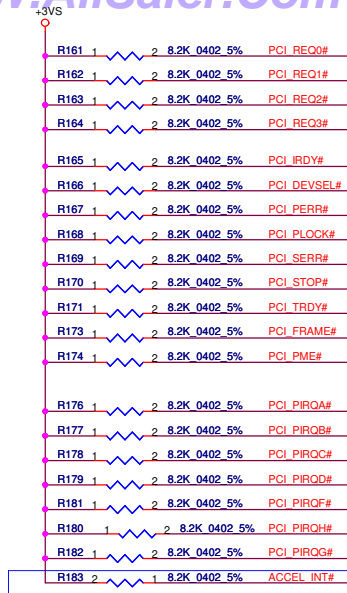 w.AliSaler.Com
+3VS
R161 1 2 8.2K_0402_5% PCI_REQ0#
R162 1 2 8.2K_0402_5% PCI_REQ1#
R163 1 2 8.2K_0402_5% PCI_REQ2#
R164 1 2 8.2K_0402_5% PCI_REQ3#
R165 1 2 8.2K_0402_5% PCI_IRDY#
R166 1 2 8.2K_0402_5% PCI_DEVSEL#
R167 1 2 8.2K_0402_5% PCI_PERR#
R168 1 2 8.2K_0402_5% PCI_PLOCK#
R169 1 2 8.2K_0402_5% PCI_SERR#
R170 1 2 8.2K_0402_5% PCI_STOP#
R171 1 2 8.2K_0402_5% PCI_TRDY#
R173 1 2 8.2K_0402_5% PCI_FRAME#
R174 1 2 8.2K_0402_5% PCI_PME#
R176 1 2 8.2K_0402_5% PCI_PIRQA#
R177 1 2 8.2K_0402_5% PCI_PIRQB#
R178 1 2 8.2K_0402_5% PCI_PIRQC#
R179 1 2 8.2K_0402_5% PCI_PIRQD#
R181 1 2 8.2K_0402_5% PCI_PIRQF#
R180 1 2 8.2K_0402_5% PCI_PIRQH#
R182 1 2 8.2K_0402_5% PCI_PIRQG#
R183 2 1 8.2K_0402_5% ACCEL_INT#